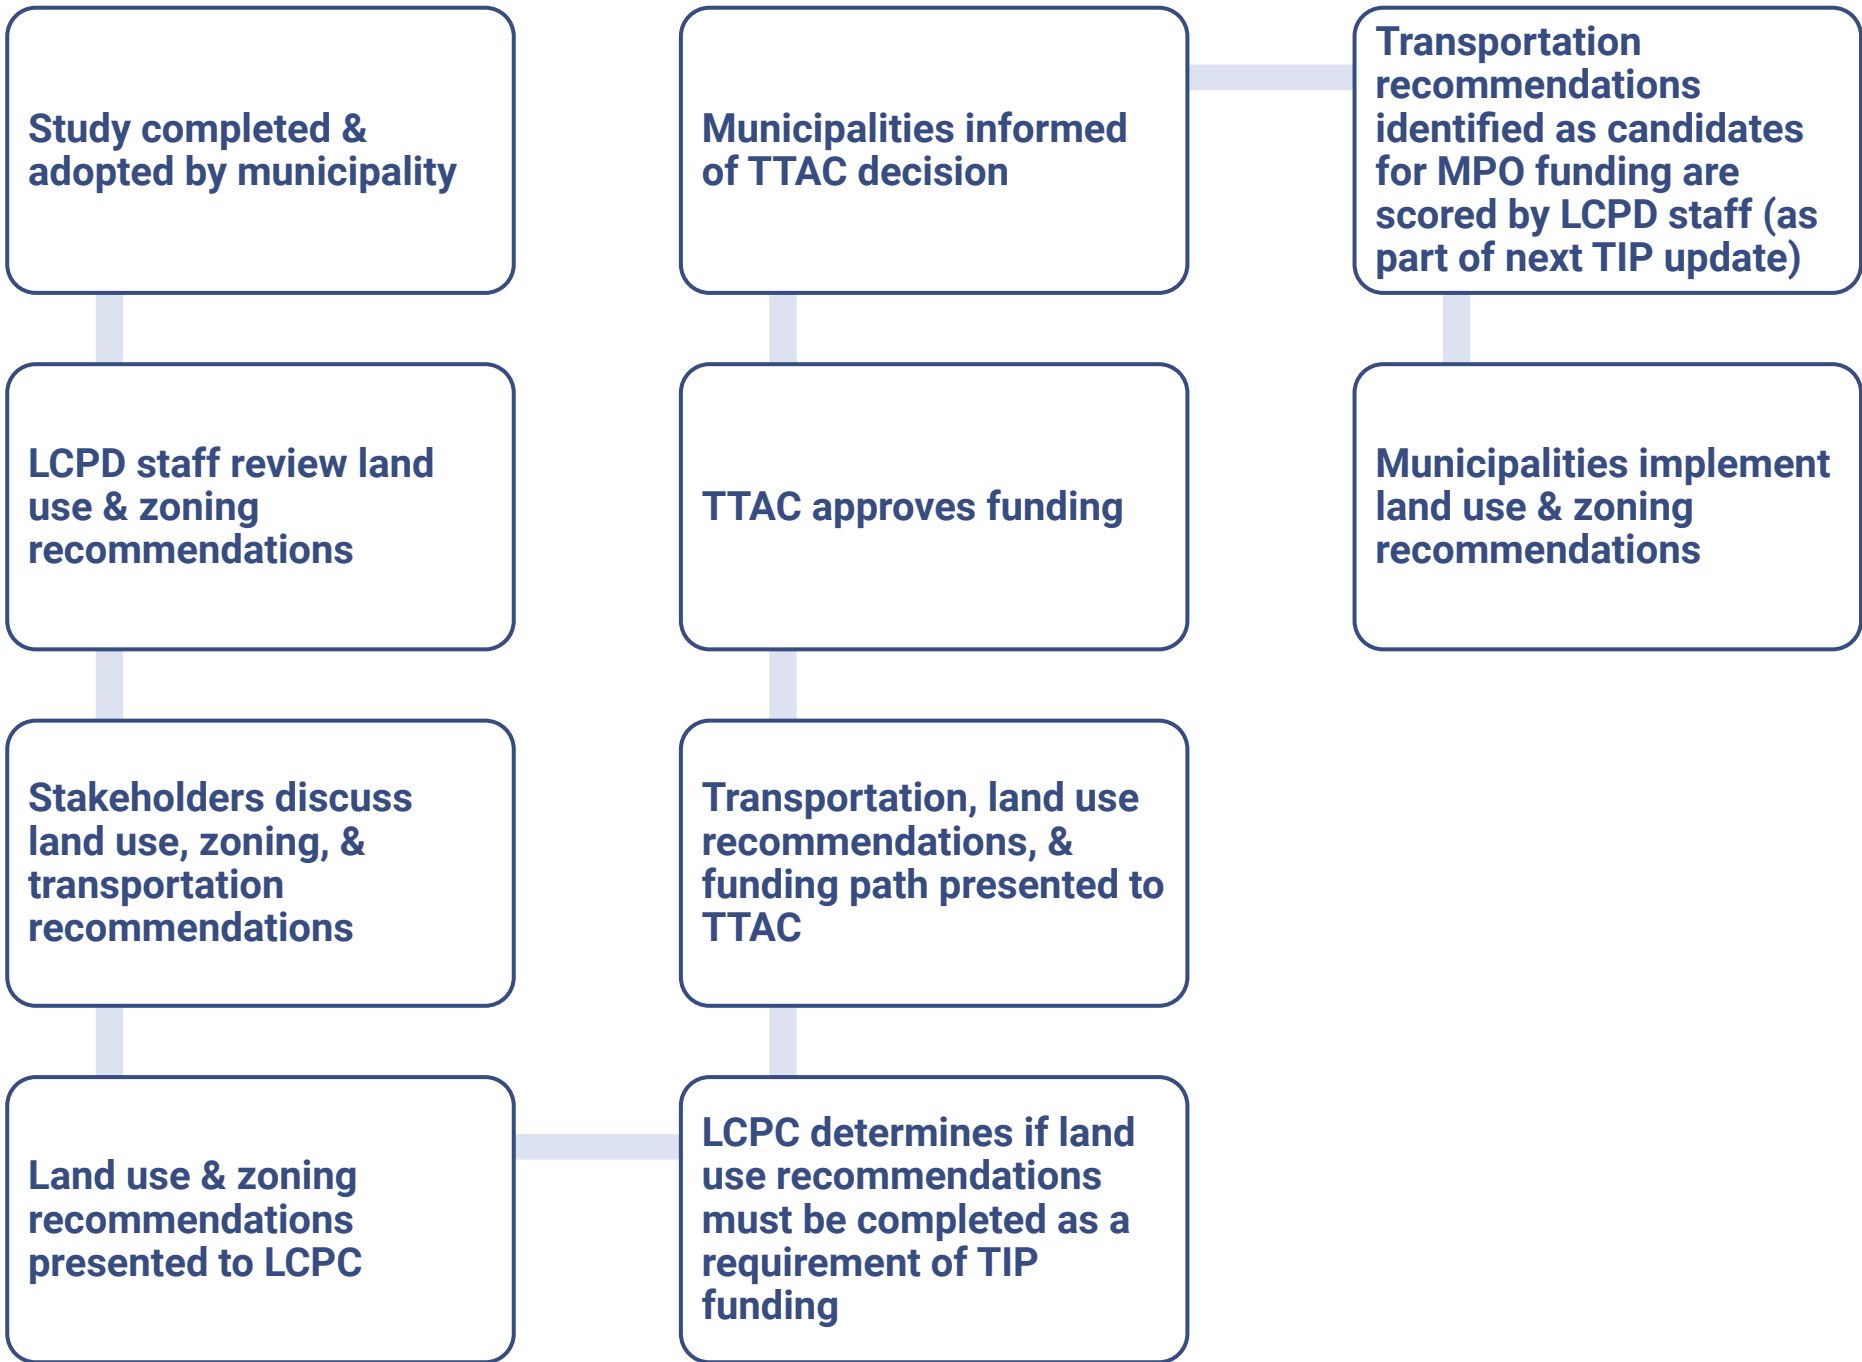 Study completed &
adopted by municipality
LCPD staff review land
use & zoning
recommendations
Stakeholders discuss
land use, zoning, &
transportation
recommendations
Land use & zoning
recommendations
presented to LCPC
LCPC determines if land
use recommendations
must be completed as a
requirement of TIP
funding
Transportation, land use
recommendations, &
funding path presented to
TTAC
TTAC approves funding
Municipalities informed
of TTAC decision
Transportation
recommendations
identified as candidates
for MPO funding are
scored by LCPD staff (as
part of next TIP update)
Municipalities implement
land use & zoning
recommendations